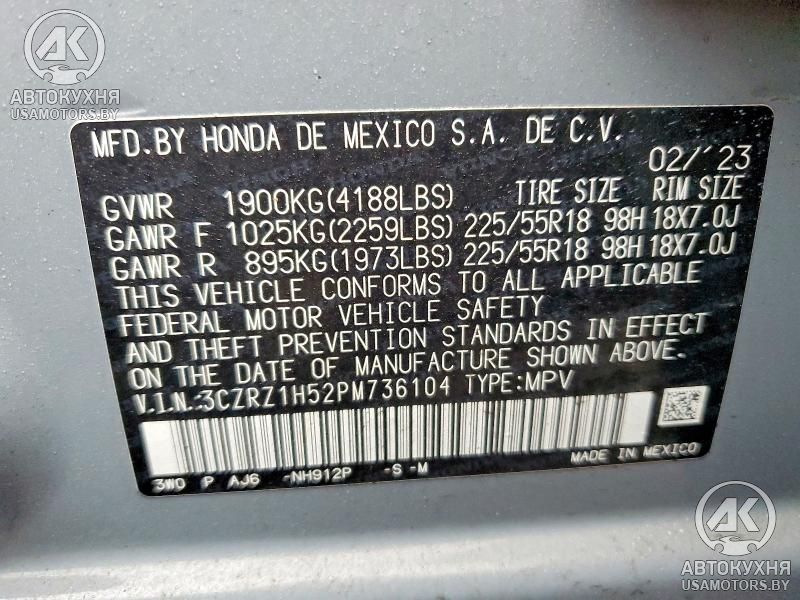 AK
АВТОКУХНЯ
USAMOTORS.BY
MFD.BY HONDA DE MEXICO S.A. DE C.V.
02/'23
GVWR 1900KG(4188LBS) TIRE SIZE RIM SIZE
GAWR F 1025KG(2259LBS) 225/55R18 98H 18X7.0J
GAWR R 895KG(1973LBS) 225/55R18 98H 18X7.0J
THIS VEHICLE CONFORMS TO ALL APPLICABLE
FEDERAL MOTOR VEHICLE SAFETY
AND THEFT PREVENTION STANDARDS IN EFFECT
ON THE DATE OF MANUFACTURE SHOWN ABOVE.
V.I.N.:3CZRZ1H52PM736104 TYPE:MPV
MADE IN MEXICO
3W0 P AJ6 -NH912P -S -M
AK
АВТОКУХНЯ
USAMOTORS.BY